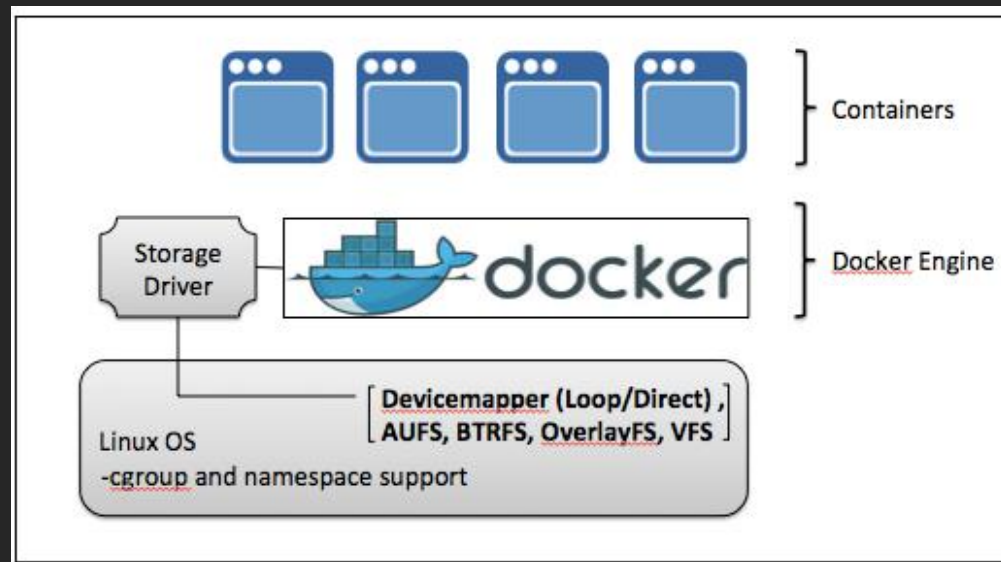 Containers
Storage
Driver
docker
Docker Engine
Devicemapper (Loop/Direct) ,
AUFS, BTRFS, OverlayFS, VFS
Linux OS
-cgroup and namespace support